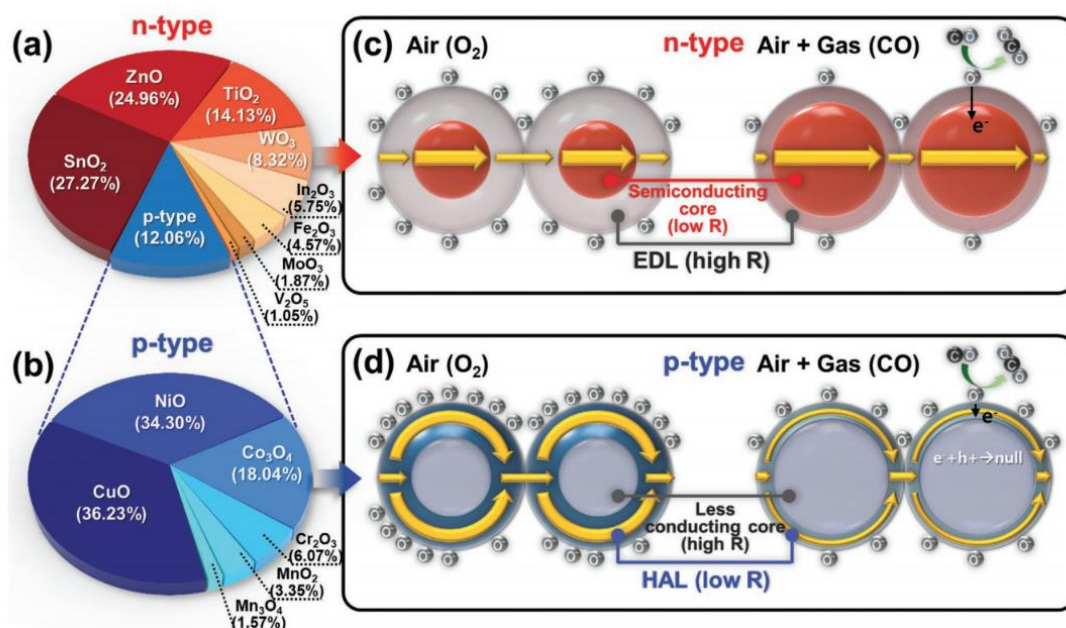 (a)
n-type
ZnO
(24.96%)
TiO₂
(14.13%)
WO₃
(8.32%)
SnO₂
(27.27%)
In₂O₃
(5.75%)
p-type
(12.06%)
Fe₂O₃
(4.57%)
MoO₃
(1.87%)
V₂O₅
(1.05%)
(c) Air (O₂) n-type Air + Gas (CO)
C O O C O
O⁻
e⁻
Semiconducting
core
(low R)
EDL (high R)
(b)
p-type
NiO
(34.30%)
Co₃O₄
(18.04%)
CuO
(36.23%)
Cr₂O₃
(6.07%)
MnO₂
(3.35%)
Mn₃O₄
(1.57%)
(d) Air (O₂) p-type Air + Gas (CO)
C O O C O
O⁻
e⁻
e⁻+h+→null
Less
conducting core
(high R)
HAL (low R)